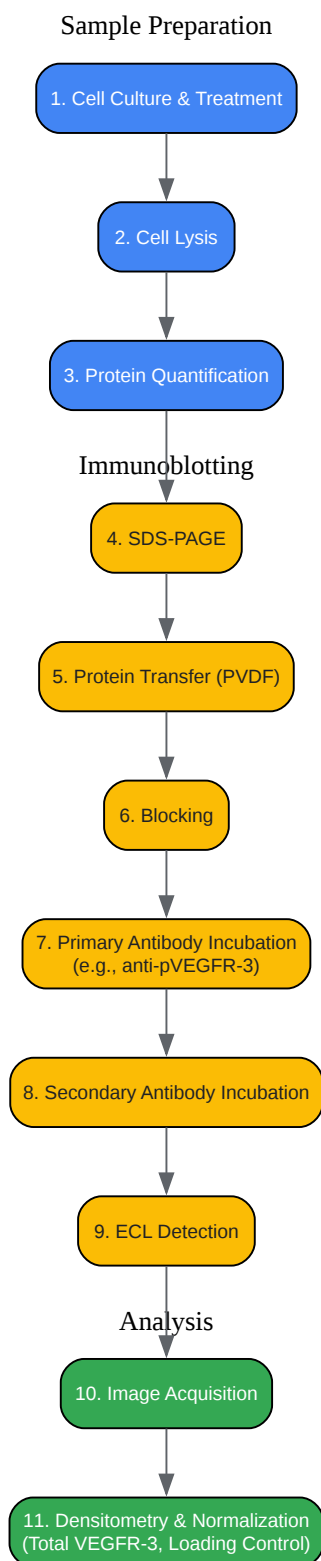 Sample Preparation
1. Cell Culture & Treatment
2. Cell Lysis
3. Protein Quantification
Immunoblotting
4. SDS-PAGE
5. Protein Transfer (PVDF)
6. Blocking
7. Primary Antibody Incubation
(e.g., anti-pVEGFR-3)
8. Secondary Antibody Incubation
9. ECL Detection
Analysis
10. Image Acquisition
11. Densitometry & Normalization
(Total VEGFR-3, Loading Control)